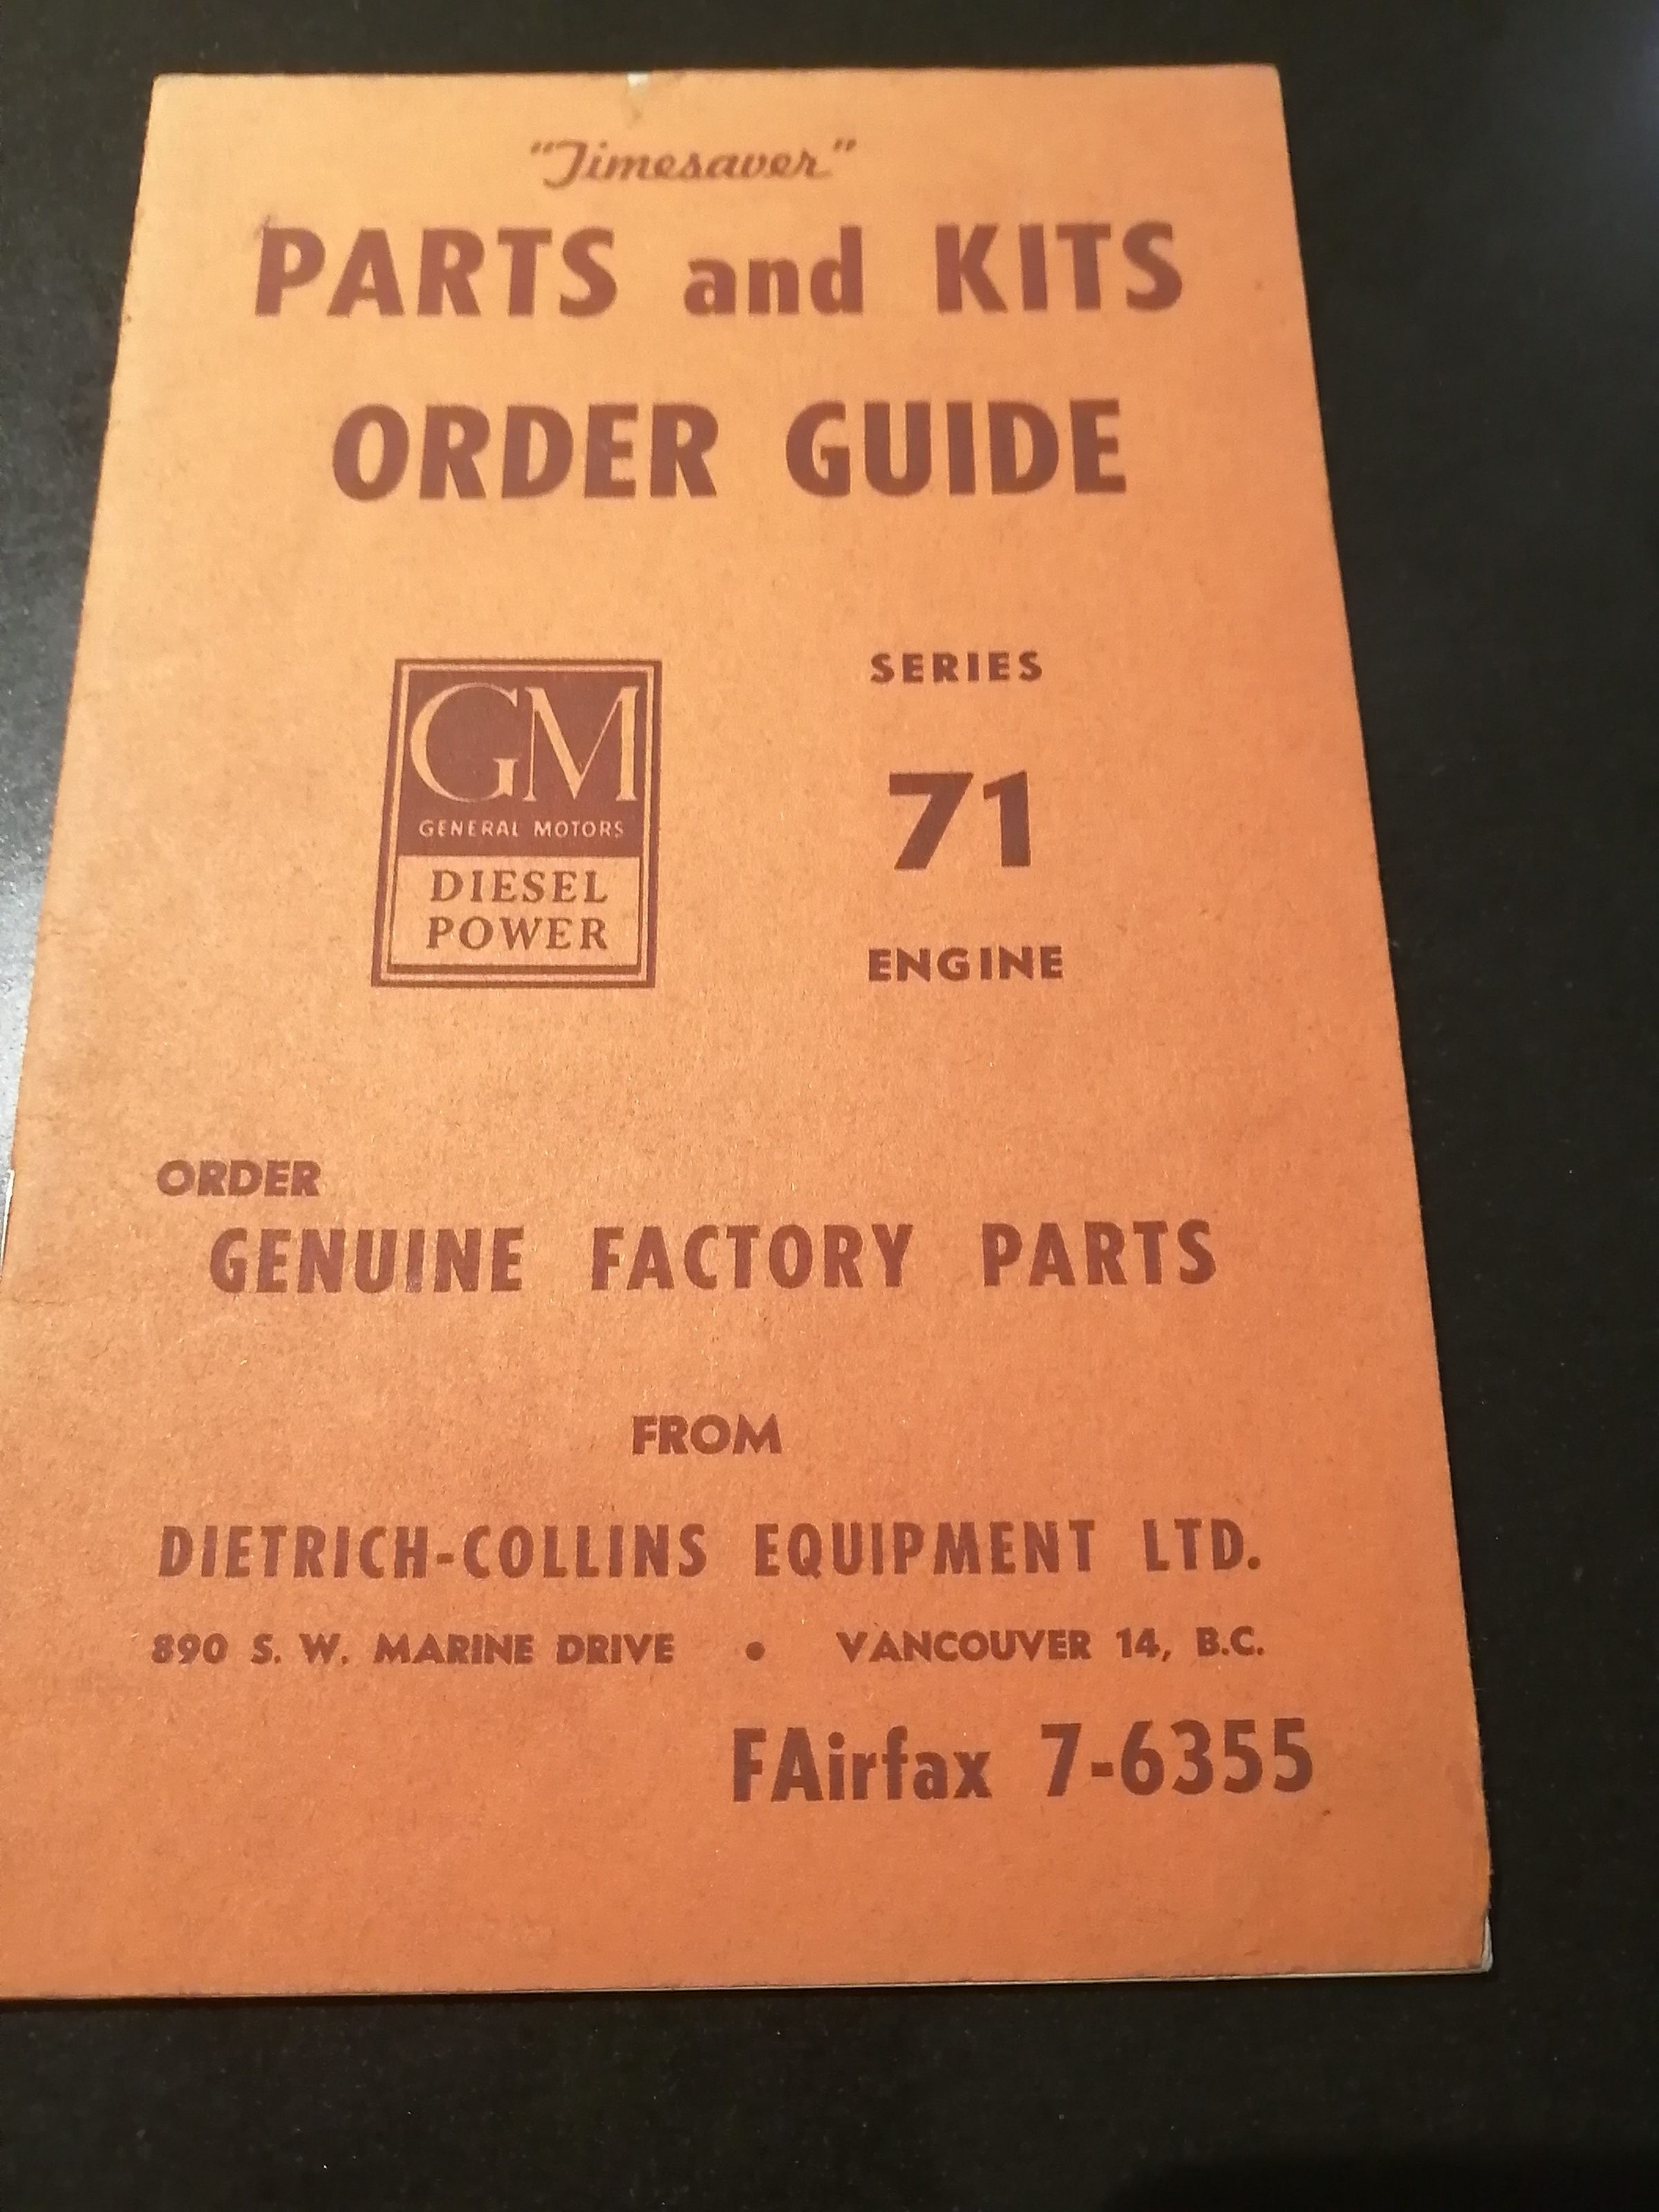 "Timesaver"
PARTS and KITS
ORDER GUIDE
GM
GENERAL MOTORS
DIESEL
POWER
SERIES
71
ENGINE
ORDER
GENUINE FACTORY PARTS
FROM
DIETRICH-COLLINS EQUIPMENT LTD.
890 S. W. MARINE DRIVE • VANCOUVER 14, B.C.
FAirfax 7-6355